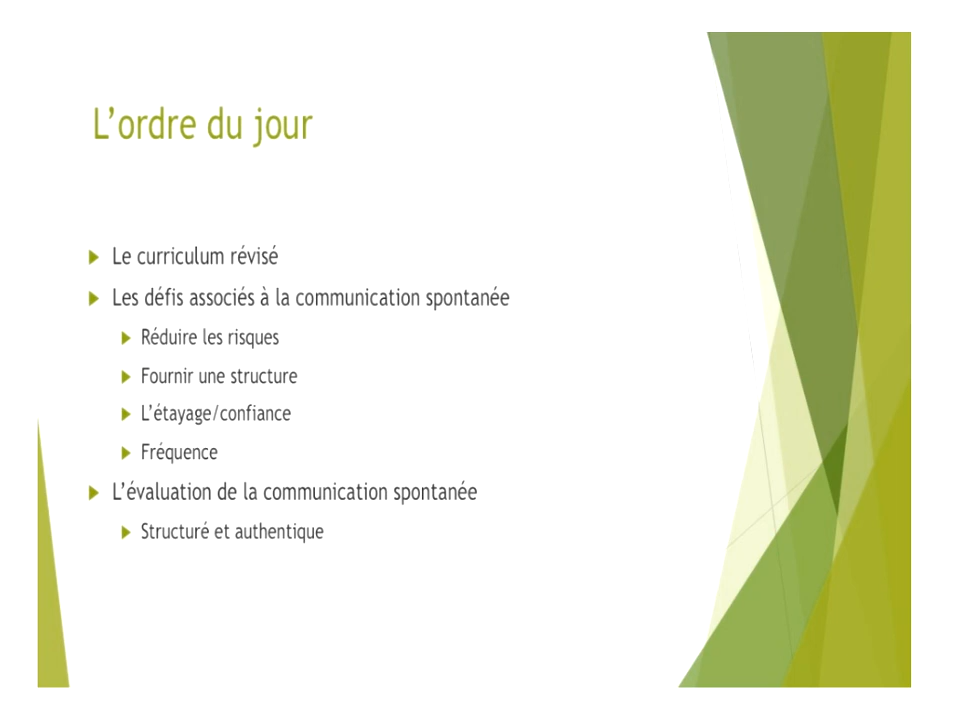 L'ordre du jour
Le curriculum révisé
Les défis associés à la communication spontanée
Réduire les risques
Fournir une structure
L'étayage/confiance
Fréquence
L'évaluation de la communication spontanée
Structuré et authentique